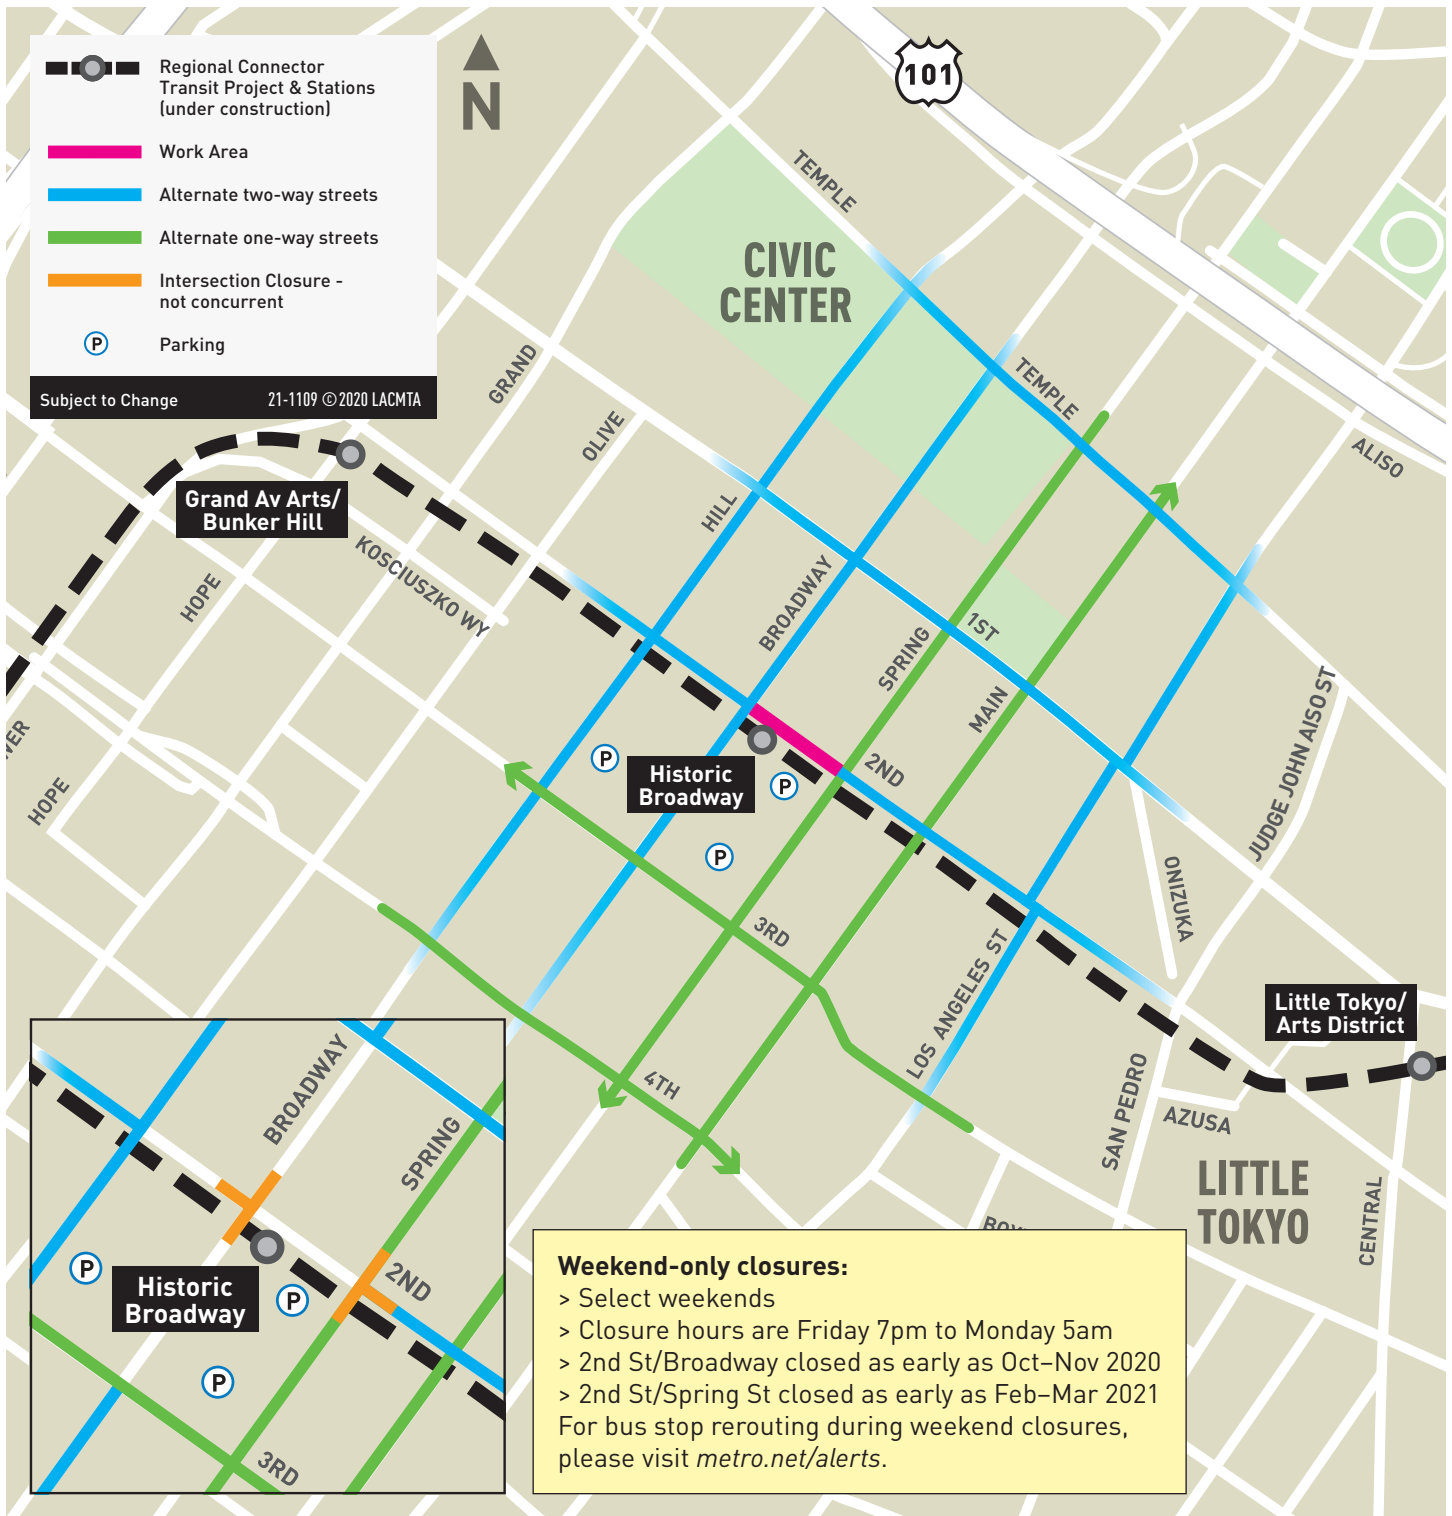 Regional Connector
Transit Project & Stations
(under construction)
Work Area
Alternate two-way streets
Alternate one-way streets
Intersection Closure -
not concurrent
P
Parking
Subject to Change
21-1109 ©2020 LACMTA
N
101
TEMPLE
CIVIC
CENTER
GRAND
TEMPLE
OLIVE
ALISO
HILL
Grand Av Arts/
Bunker Hill
KOSCIUSZKO WY
HOPE
BROADWAY
SPRING
1ST
MAIN
JUDGE JOHN AISO ST
HOPE
P
Historic
Broadway
P
2ND
P
3RD
ONIZUKA
LOS ANGELES ST
Little Tokyo/
Arts District
4TH
SAN PEDRO
AZUSA
LITTLE
TOKYO
CENTRAL
BROADWAY
SPRING
P
Historic
Broadway
P
2ND
P
3RD
Weekend-only closures:
> Select weekends
> Closure hours are Friday 7pm to Monday 5am
> 2nd St/Broadway closed as early as Oct–Nov 2020
> 2nd St/Spring St closed as early as Feb–Mar 2021
For bus stop rerouting during weekend closures,
please visit metro.net/alerts.